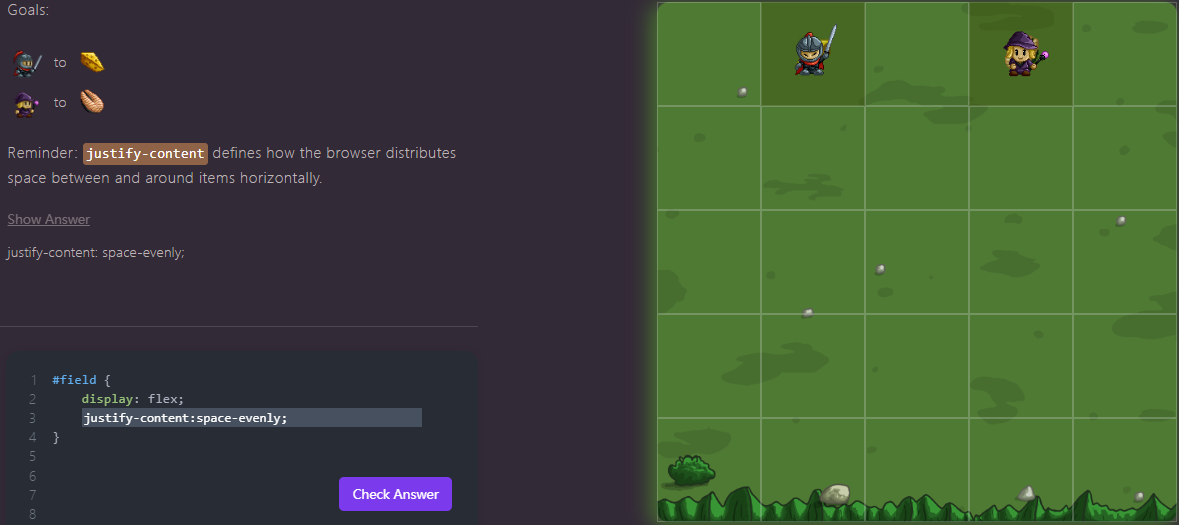 Goals:
to
to
Reminder: justify-content defines how the browser distributes
space between and around items horizontally.
Show Answer
justify-content: space-evenly;
1 #field {
2 display: flex;
3 justify-content:space-evenly;
4 }
5
6
7
8
Check Answer